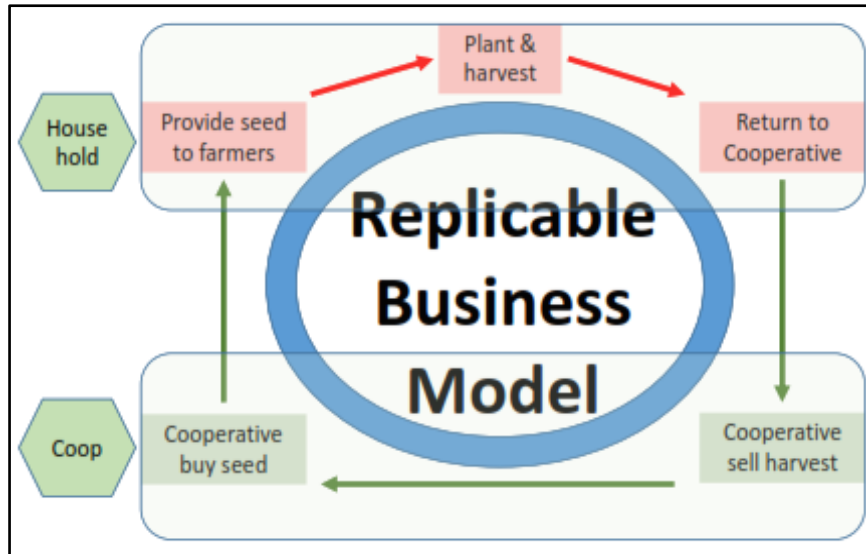 Plant &
harvest
House
hold
Provide seed
to farmers
Return to
Cooperative
Replicable
Business
Model
Coop
Cooperative
buy seed
Cooperative
sell harvest